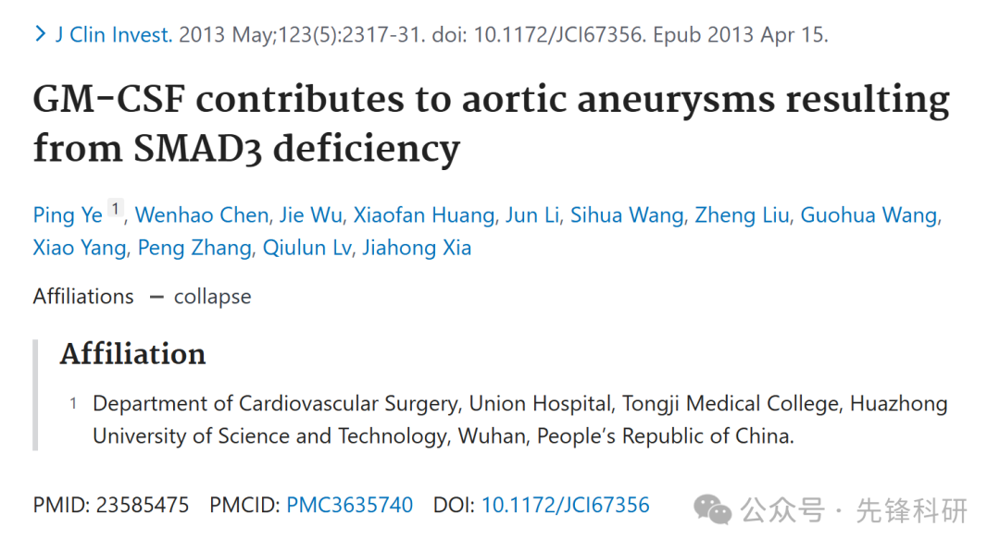 > J Clin Invest. 2013 May;123(5):2317-31. doi: 10.1172/JCI67356. Epub 2013 Apr 15.
GM-CSF contributes to aortic aneurysms resulting
from SMAD3 deficiency
Ping Ye 1, Wenhao Chen, Jie Wu, Xiaofan Huang, Jun Li, Sihua Wang, Zheng Liu, Guohua Wang,
Xiao Yang, Peng Zhang, Qiulun Lv, Jiahong Xia
Affiliations — collapse
Affiliation
1 Department of Cardiovascular Surgery, Union Hospital, Tongji Medical College, Huazhong
University of Science and Technology, Wuhan, People’s Republic of China.
PMID: 23585475 PMCID: PMC3635740 DOI: 10.1172/JCI67356
公众号 · 先锋科研